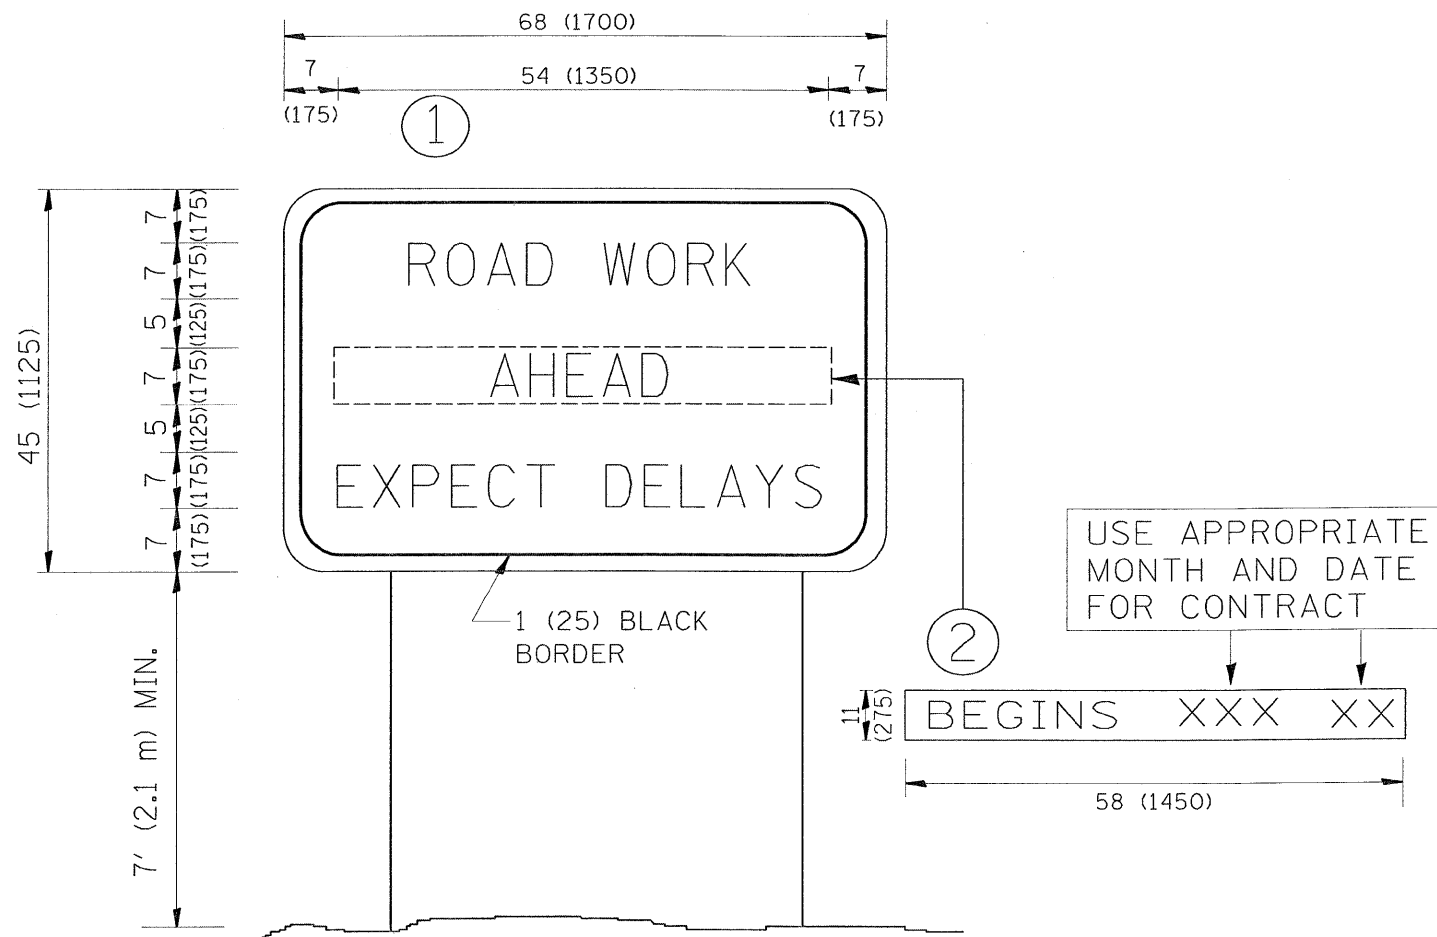 68 (1700)
7
54 (1350)
7
(175)
(175)
1
45 (1125)
7
(175)
7
(175)
5
(125)
7
(175)
5
(125)
7
(175)
7
(175)
ROAD WORK
AHEAD
EXPECT DELAYS
1 (25) BLACK
BORDER
7' (2.1 m) MIN.
2
USE APPROPRIATE
MONTH AND DATE
FOR CONTRACT
11
(275)
BEGINS XXX XX
58 (1450)